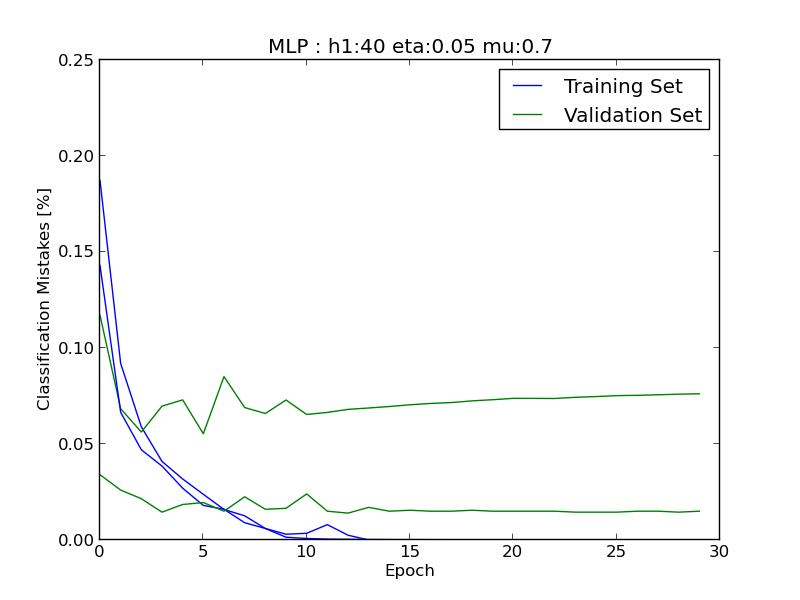 MLP : h1:40 eta:0.05 mu:0.7
Training Set
Validation Set
Classification Mistakes [%]
0.25
0.20
0.15
0.10
0.05
0.00
0 5 10 15 20 25 30
Epoch